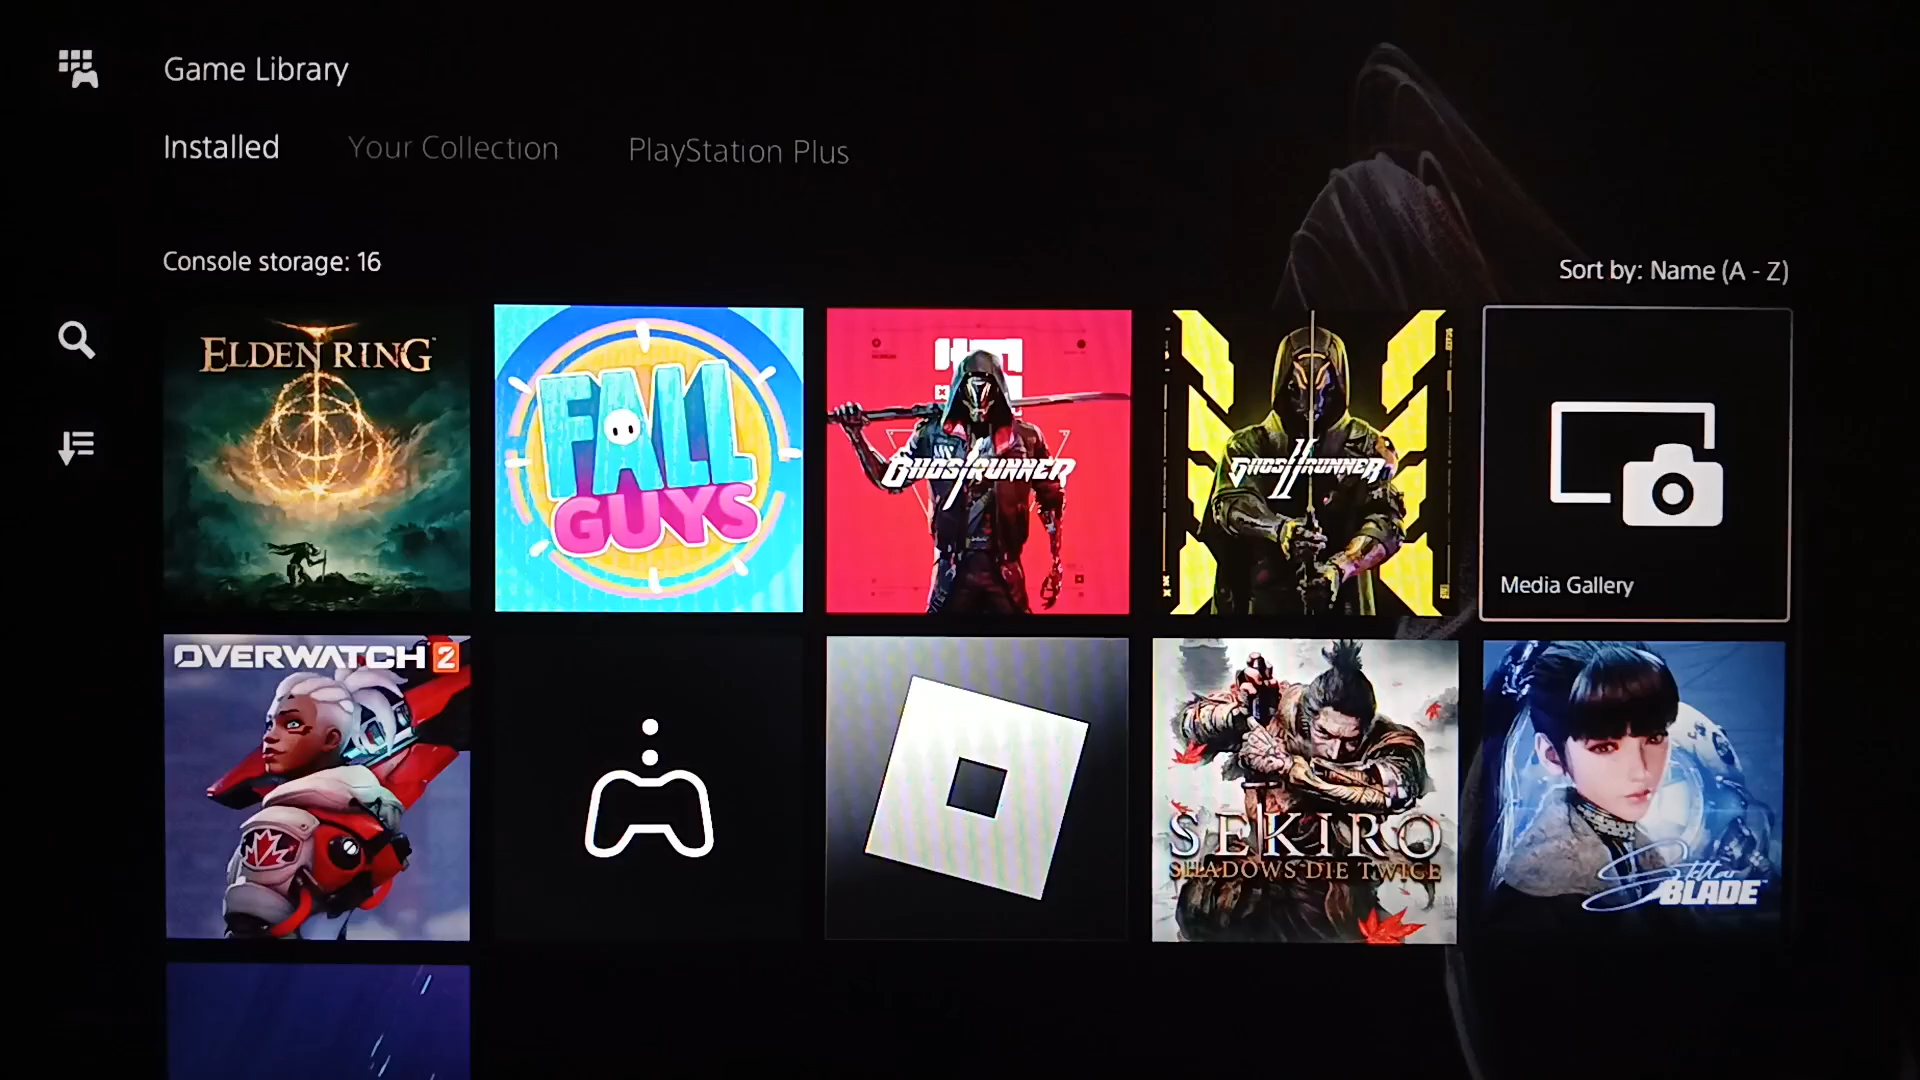 Game Library
Installed
Your Collection
PlayStation Plus
Console storage: 16
Sort by: Name (A - Z)
ELDEN RING
FALL
GUYS
GHOSTRUNNER
GHOSTRUNNER
II
Media Gallery
OVERWATCH 2
SEKIRO
SHADOWS DIE TWICE
Stellar
BLADE™